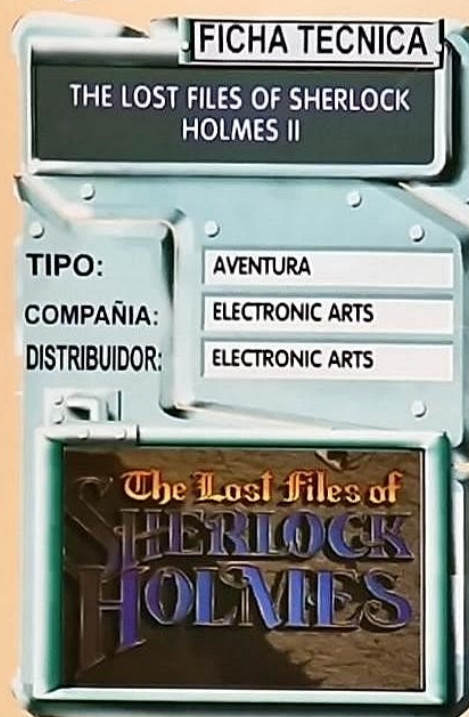 FICHA TECNICA
THE LOST FILES OF SHERLOCK
HOLMES II
TIPO:
AVENTURA
COMPAÑIA:
ELECTRONIC ARTS
DISTRIBUIDOR:
ELECTRONIC ARTS
The Lost Files of
SHERLOCK
HOLMES